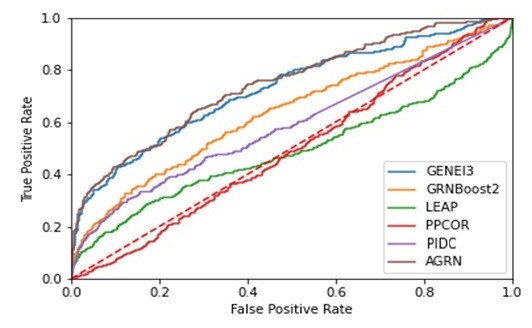 1.0
0.8
0.6
0.4
0.2
0.0
True Positive Rate
GENEI3
GRNBoost2
LEAP
PPCOR
PIDC
AGRN
0.0 0.2 0.4 0.6 0.8 1.0
False Positive Rate